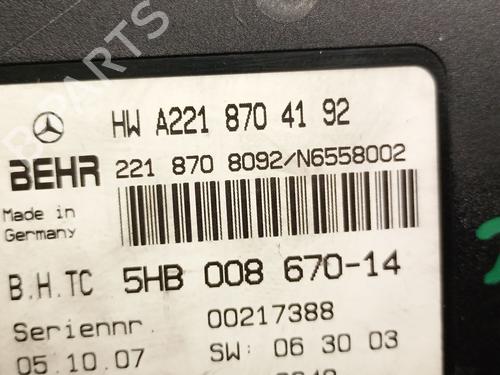 HW A221 870 41 92
BEHR 221 870 8092/N6558002
Made in
Germany
B.H.TC 5HB 008 670-14
Seriennr. 00217388
05.10.07 SW: 06 30 03
B PARTS